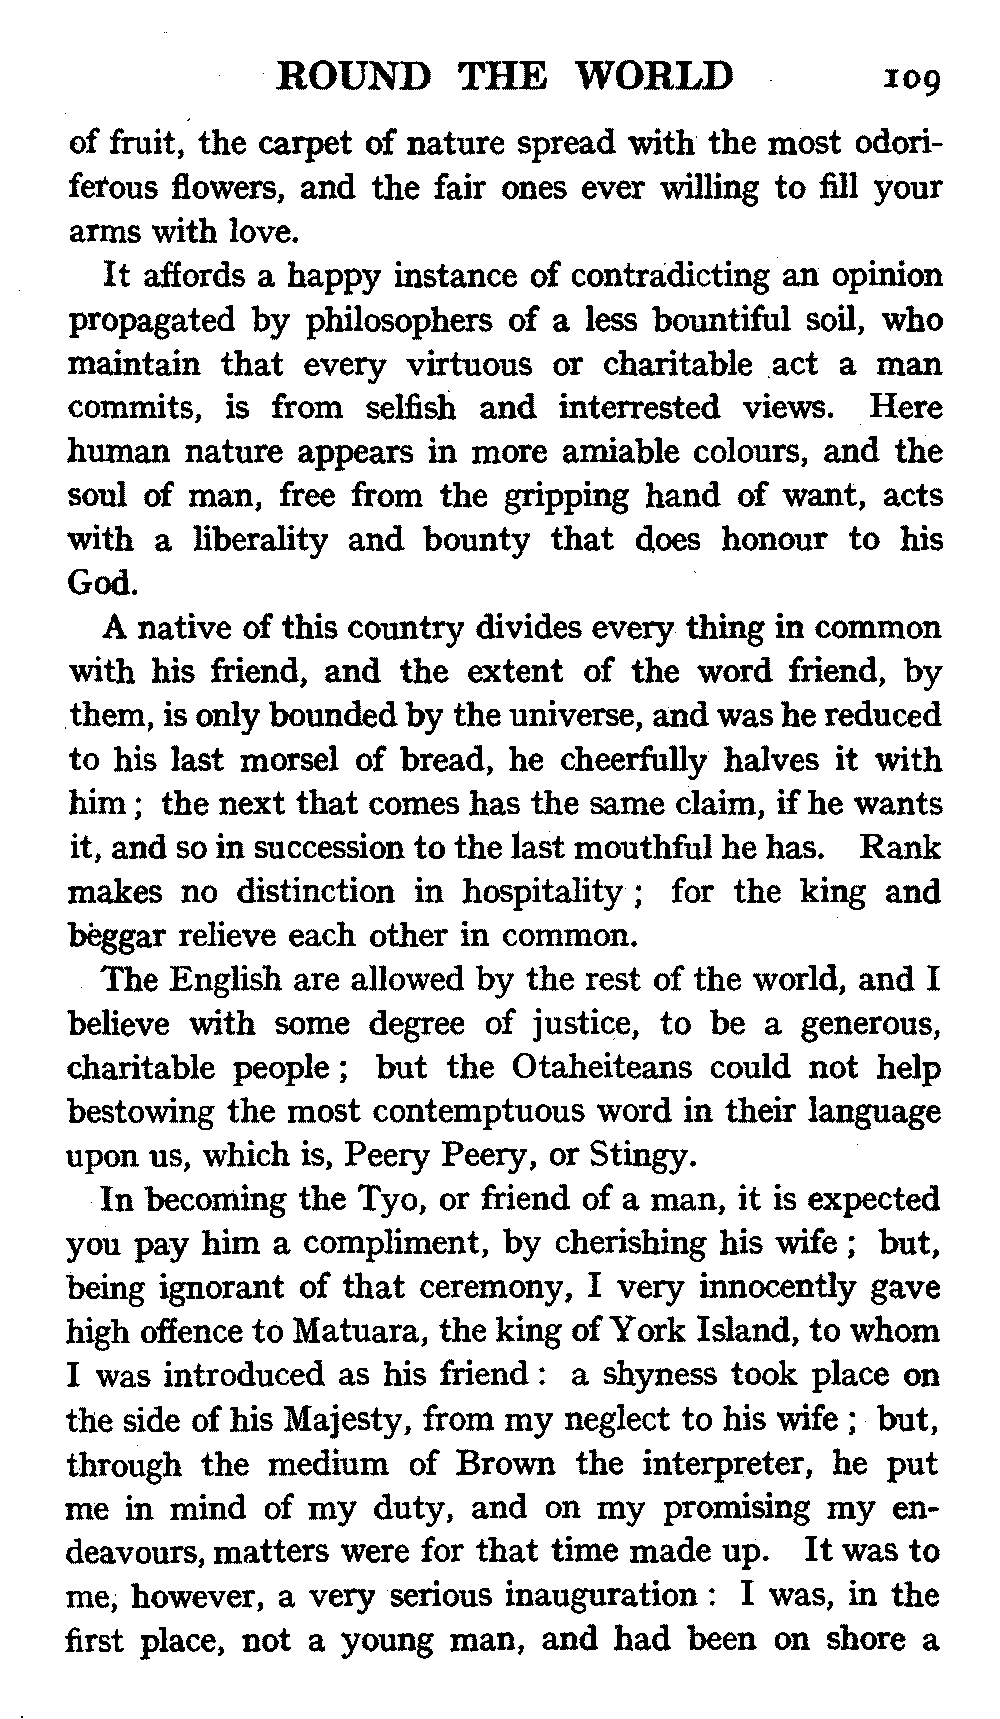 ROUND THE WORLD 109
of fruit, the carpet of nature spread with the most odori-
ferous flowers, and the fair ones ever willing to fill your
arms with love.
It affords a happy instance of contradicting an opinion
propagated by philosophers of a less bountiful soil, who
maintain that every virtuous or charitable act a man
commits, is from selfish and interrested views. Here
human nature appears in more amiable colours, and the
soul of man, free from the gripping hand of want, acts
with a liberality and bounty that does honour to his
God.
A native of this country divides every thing in common
with his friend, and the extent of the word friend, by
them, is only bounded by the universe, and was he reduced
to his last morsel of bread, he cheerfully halves it with
him ; the next that comes has the same claim, if he wants
it, and so in succession to the last mouthful he has. Rank
makes no distinction in hospitality ; for the king and
beggar relieve each other in common.
The English are allowed by the rest of the world, and I
believe with some degree of justice, to be a generous,
charitable people ; but the Otaheiteans could not help
bestowing the most contemptuous word in their language
upon us, which is, Peery Peery, or Stingy.
In becoming the Tyo, or friend of a man, it is expected
you pay him a compliment, by cherishing his wife ; but,
being ignorant of that ceremony, I very innocently gave
high offence to Matuara, the king of York Island, to whom
I was introduced as his friend : a shyness took place on
the side of his Majesty, from my neglect to his wife ; but,
through the medium of Brown the interpreter, he put
me in mind of my duty, and on my promising my en-
deavours, matters were for that time made up. It was to
me, however, a very serious inauguration : I was, in the
first place, not a young man, and had been on shore a